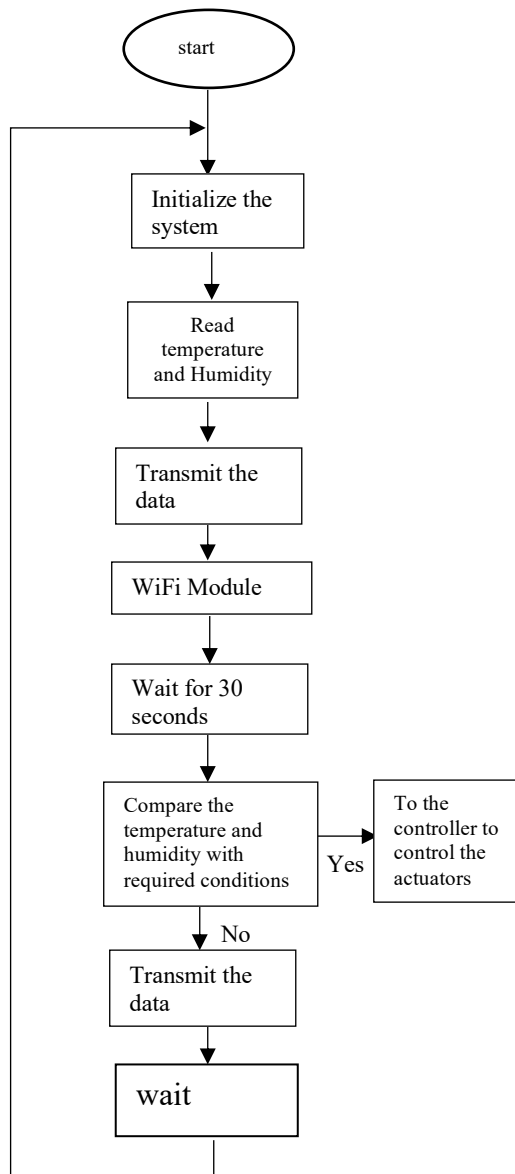 start
Initialize the
system
Read
temperature
and Humidity
Transmit the
data
WiFi Module
Wait for 30
seconds
Compare the
temperature and
humidity with
required conditions
Yes
To the
controller to
control the
actuators
No
Transmit the
data
wait